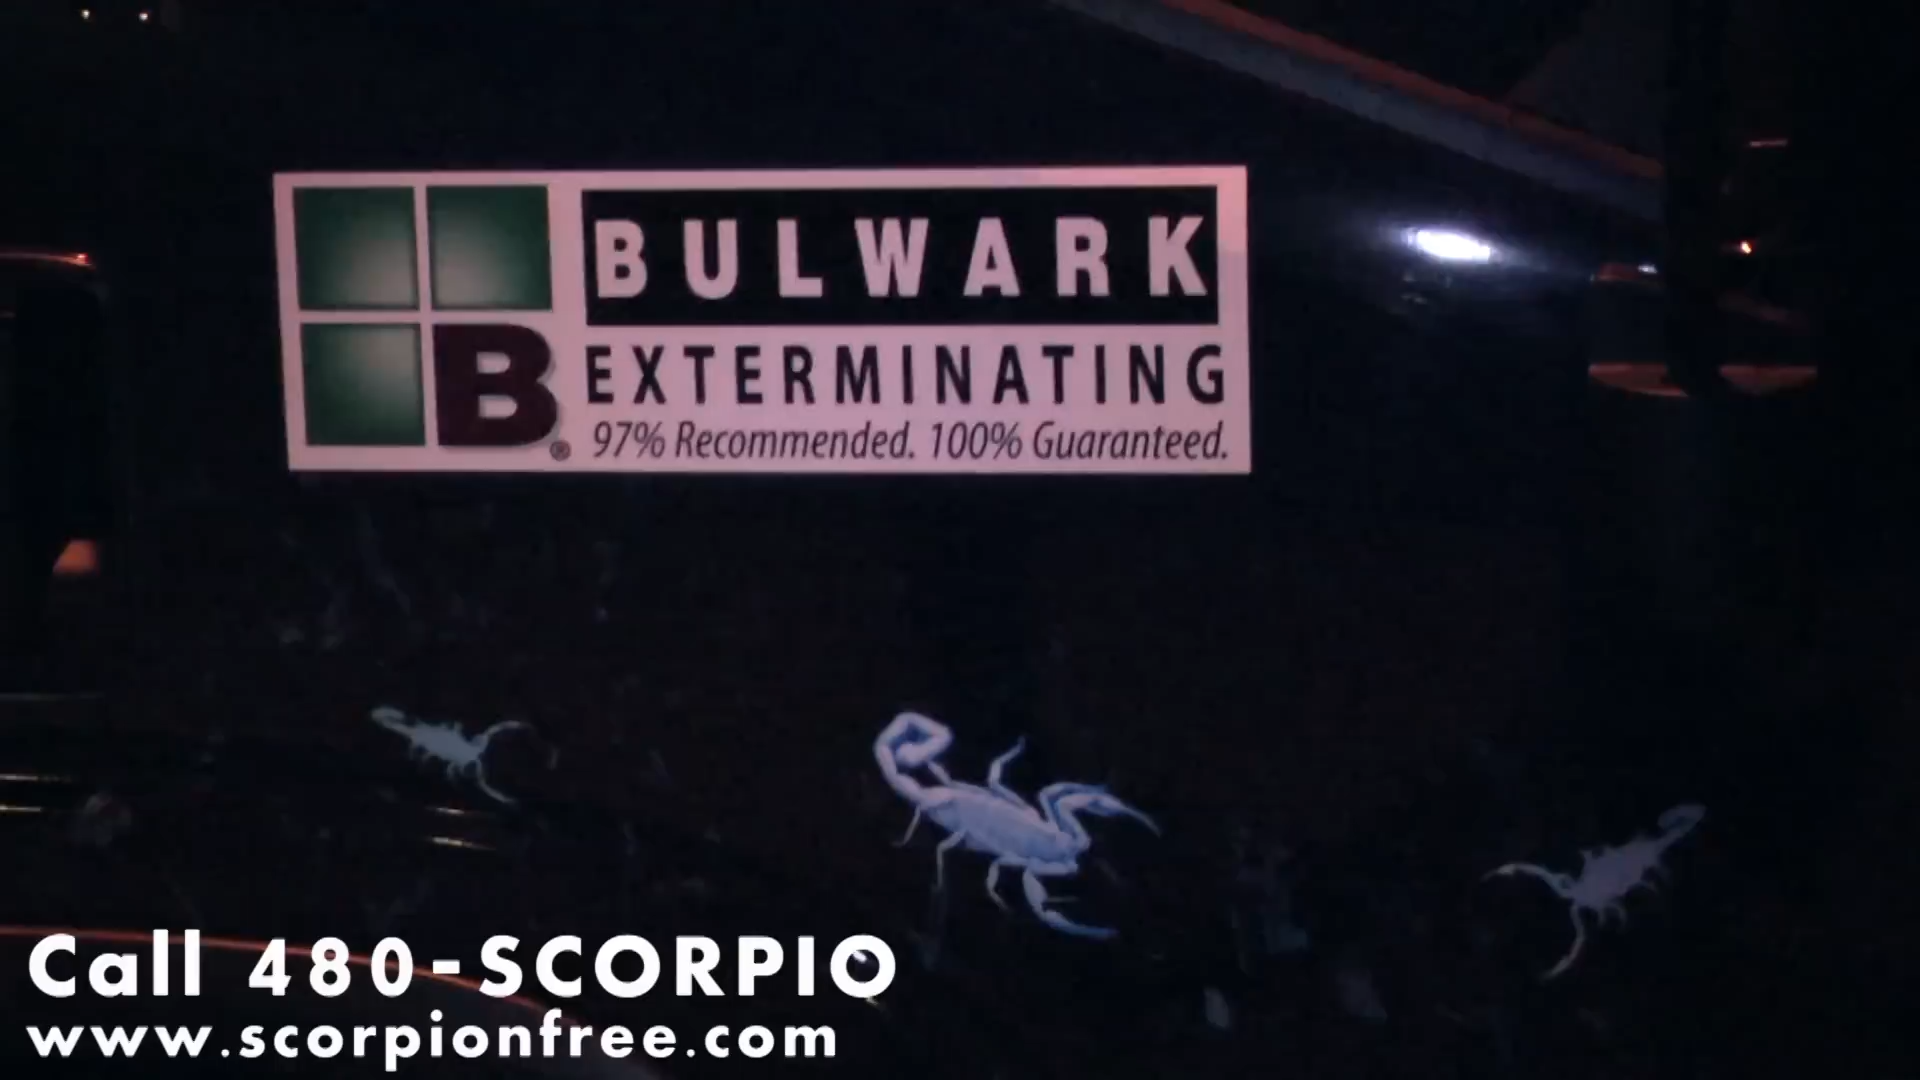 BULWARK
EXTERMINATING
B® 97% Recommended. 100% Guaranteed.
Call 480-SCORPIO
www.scorpionfree.com